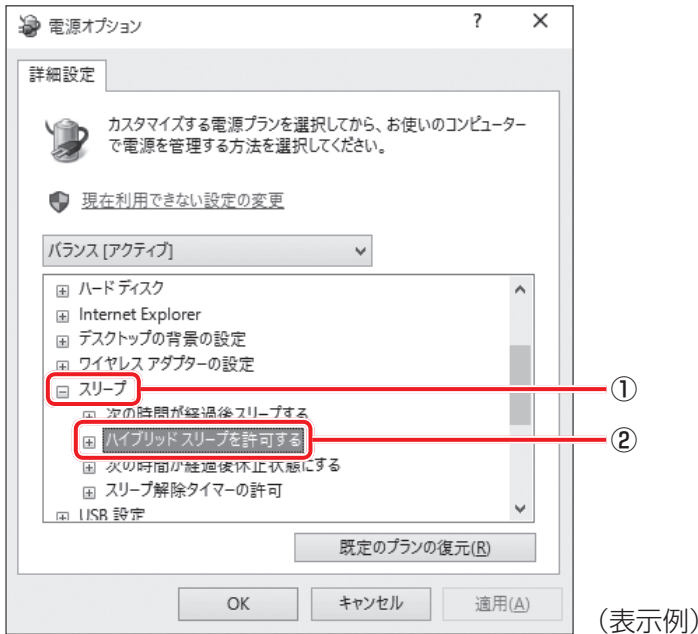 電源オプション
?
×
詳細設定
カスタマイズする電源プランを選択してから、お使いのコンピューター
で電源を管理する方法を選択してください。
現在利用できない設定の変更
バランス [アクティブ]
ハード ディスク
Internet Explorer
デスクトップの背景の設定
ワイヤレス アダプターの設定
スリープ
①
次の時間が経過後スリープする
ハイブリッド スリープを許可する
②
次の時間が経過後休止状態にする
スリープ解除タイマーの許可
USB 設定
既定のプランの復元(R)
OK
キャンセル
適用(A)
（表示例）